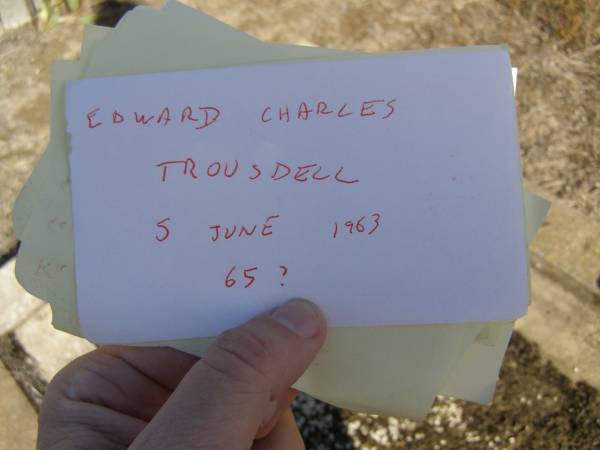 EDWARD CHARLES
TROUSDELL
5 JUNE 1963
65 ?